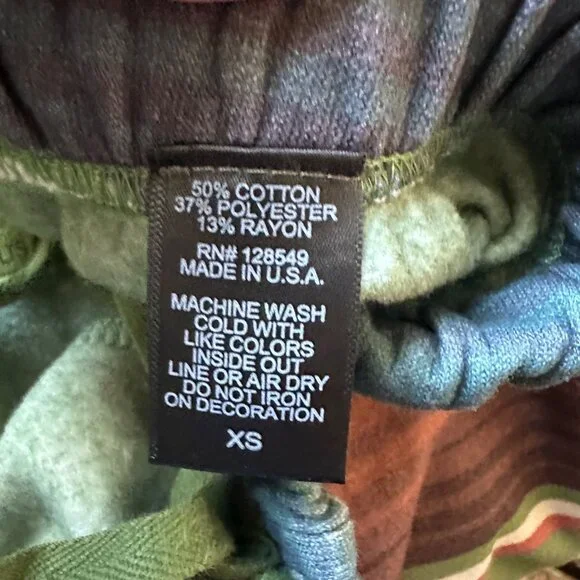 50% COTTON
37% POLYESTER
13% RAYON
RN# 128549
MADE IN U.S.A.
MACHINE WASH
COLD WITH
LIKE COLORS
INSIDE OUT
LINE OR AIR DRY
DO NOT IRON
ON DECORATION
XS